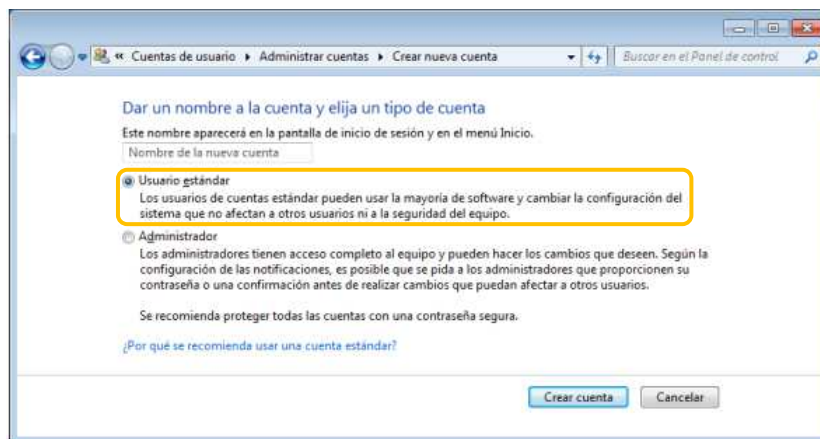 « Cuentas de usuario ▸ Administrar cuentas ▸ Crear nueva cuenta
Buscar en el Panel de control
Dar un nombre a la cuenta y elija un tipo de cuenta
Este nombre aparecerá en la pantalla de inicio de sesión y en el menú Inicio.
Nombre de la nueva cuenta
Usuario estándar
Los usuarios de cuentas estándar pueden usar la mayoría de software y cambiar la configuración del
sistema que no afectan a otros usuarios ni a la seguridad del equipo.
Administrador
Los administradores tienen acceso completo al equipo y pueden hacer los cambios que deseen. Según la
configuración de las notificaciones, es posible que se pida a los administradores que proporcionen su
contraseña o una confirmación antes de realizar cambios que puedan afectar a otros usuarios.
Se recomienda proteger todas las cuentas con una contraseña segura.
¿Por qué se recomienda usar una cuenta estándar?
Crear cuenta
Cancelar